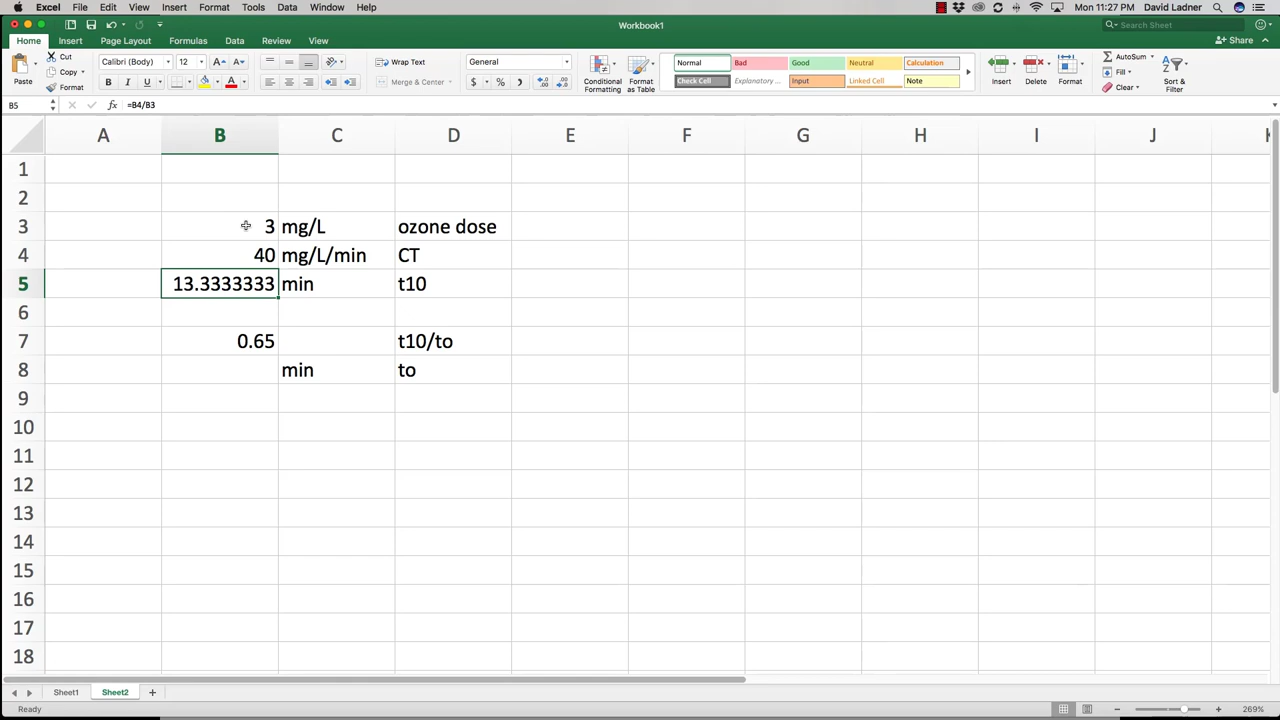 Excel File Edit View Insert Format Tools Data Window Help Mon 11:27 PM David Ladner
Workbook1 Search Sheet
Home Insert Page Layout Formulas Data Review View Share
Paste Cut Copy Format Calibri (Body) 12 A A Wrap Text General Conditional Formatting Format as Table Normal Bad Good Neutral Calculation Insert Delete Format AutoSum Fill Clear Sort & Filter
B I U A Merge & Center $ % Check Cell Explanatory... Input Linked Cell Note
B5 fx =B4/B3
A B C D E F G H I J K
1
2
3 3 mg/L ozone dose
4 40 mg/L/min CT
5 13.3333333 min t10
6
7 0.65 t10/to
8 min to
9
10
11
12
13
14
15
16
17
18
Sheet1 Sheet2 +
Ready 269%